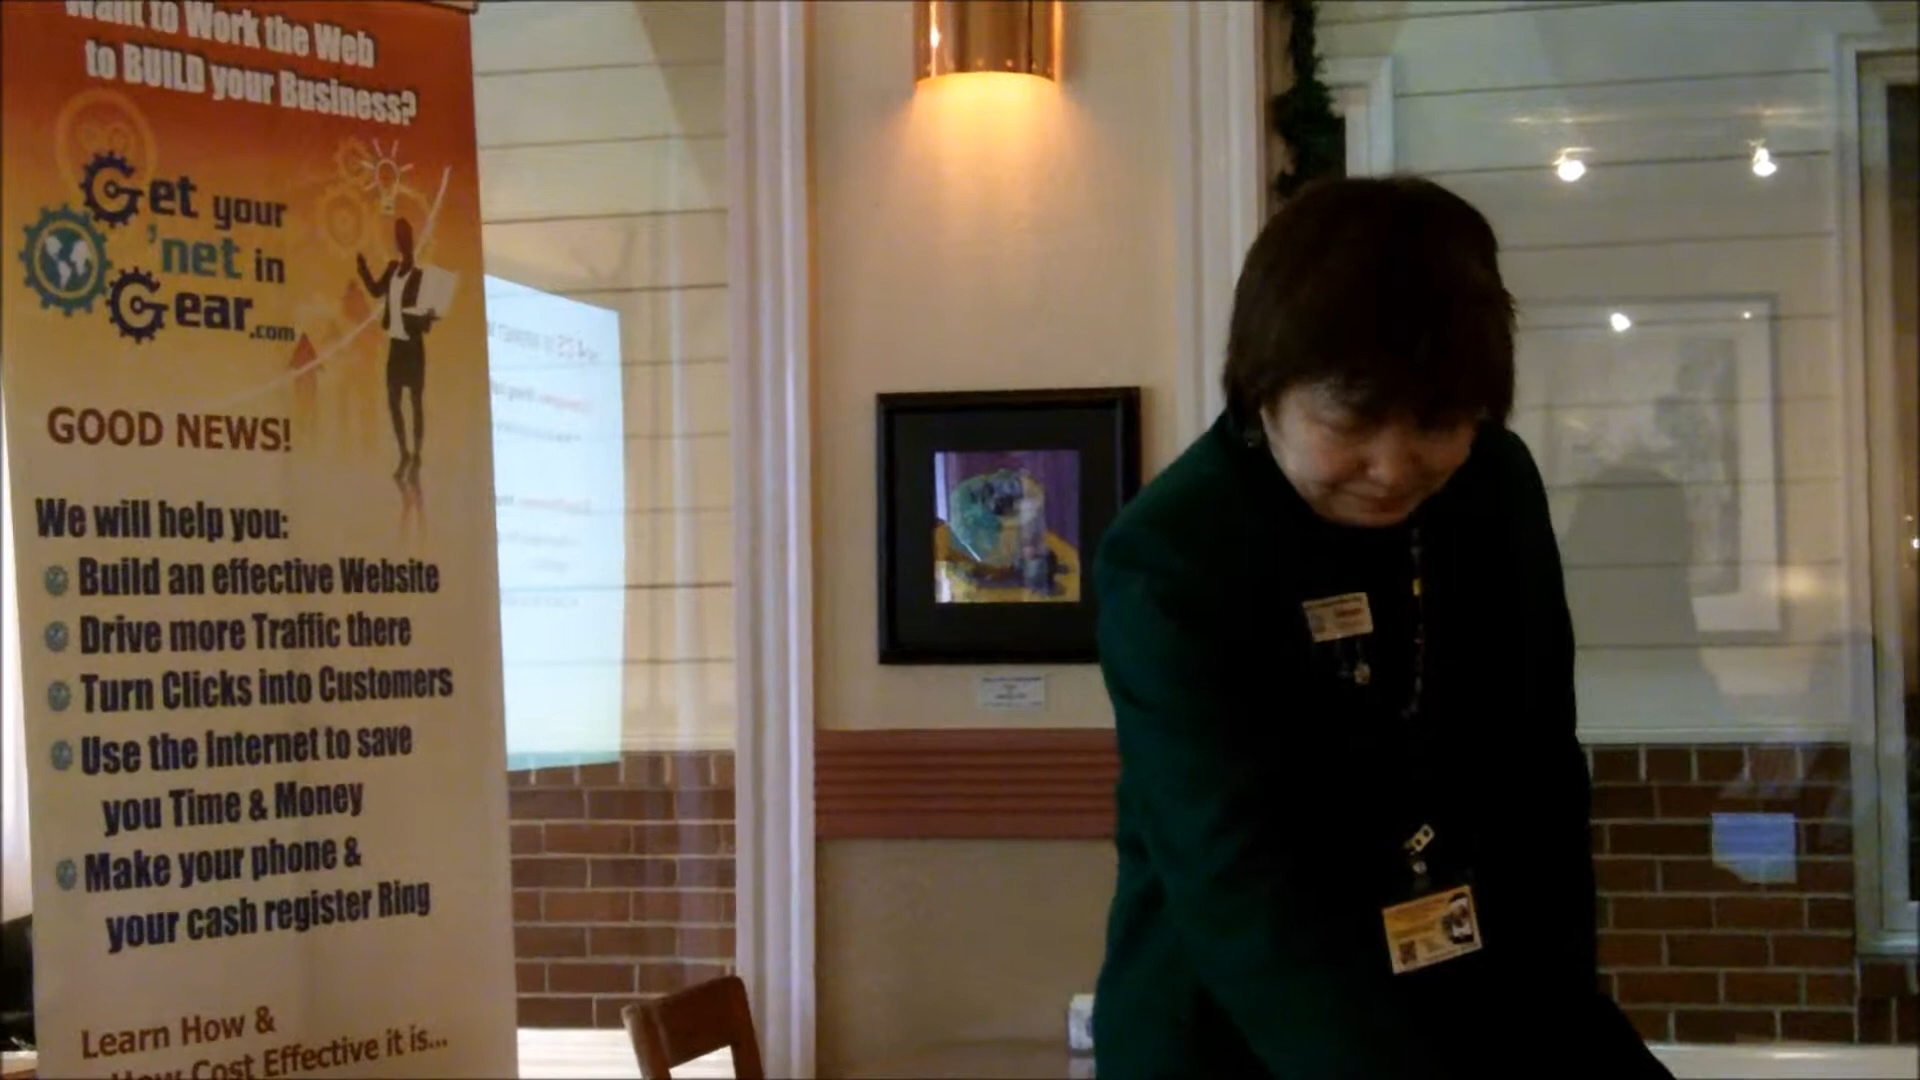 Want to Work the Web
to BUILD your Business?
Get your
'net in
Gear.com
GOOD NEWS!
We will help you:
Build an effective Website
Drive more Traffic there
Turn Clicks into Customers
Use the Internet to save
you Time & Money
Make your phone &
your cash register Ring
Learn How &
How Cost Effective it is...